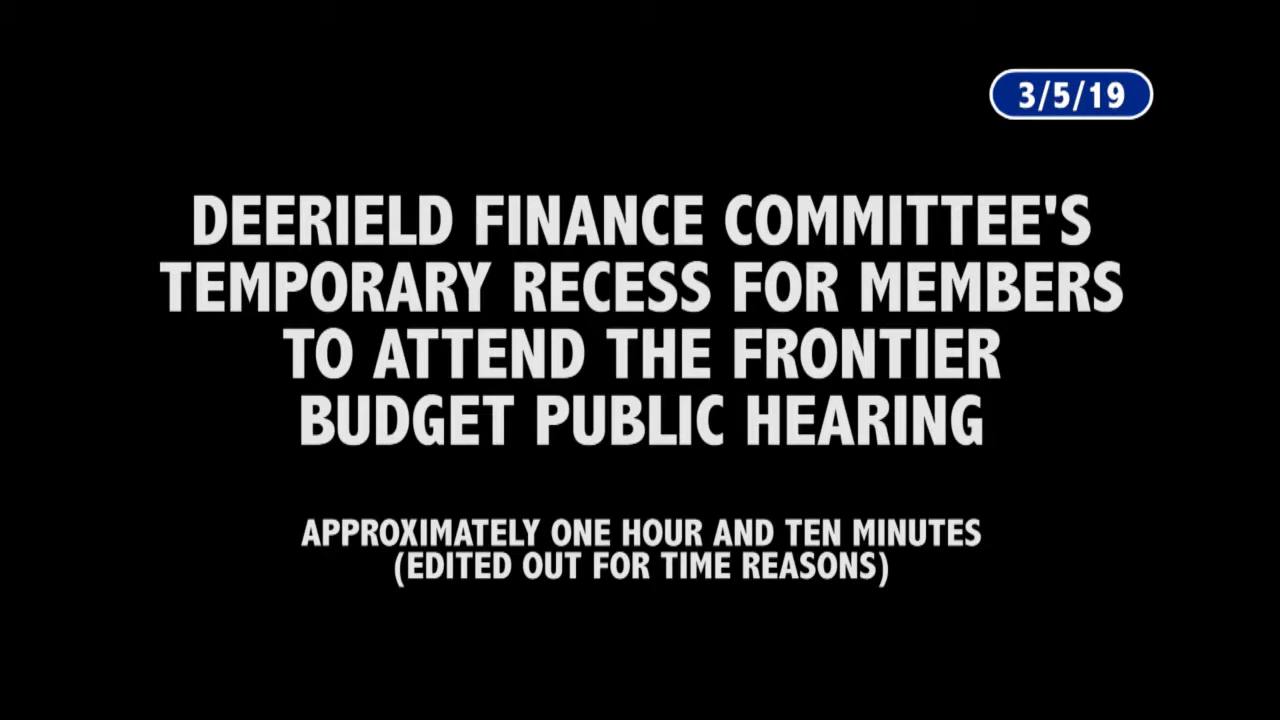 3/5/19
DEERIELD FINANCE COMMITTEE'S
TEMPORARY RECESS FOR MEMBERS
TO ATTEND THE FRONTIER
BUDGET PUBLIC HEARING
APPROXIMATELY ONE HOUR AND TEN MINUTES
(EDITED OUT FOR TIME REASONS)